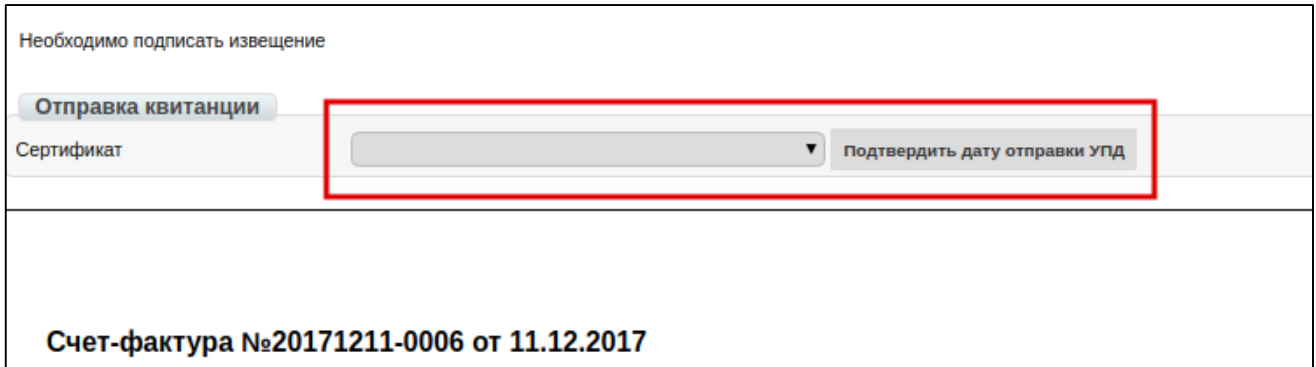 Необходимо подписать извещение
Отправка квитанции
Сертификат
Подтвердить дату отправки УПД
Счет-фактура №20171211-0006 от 11.12.2017